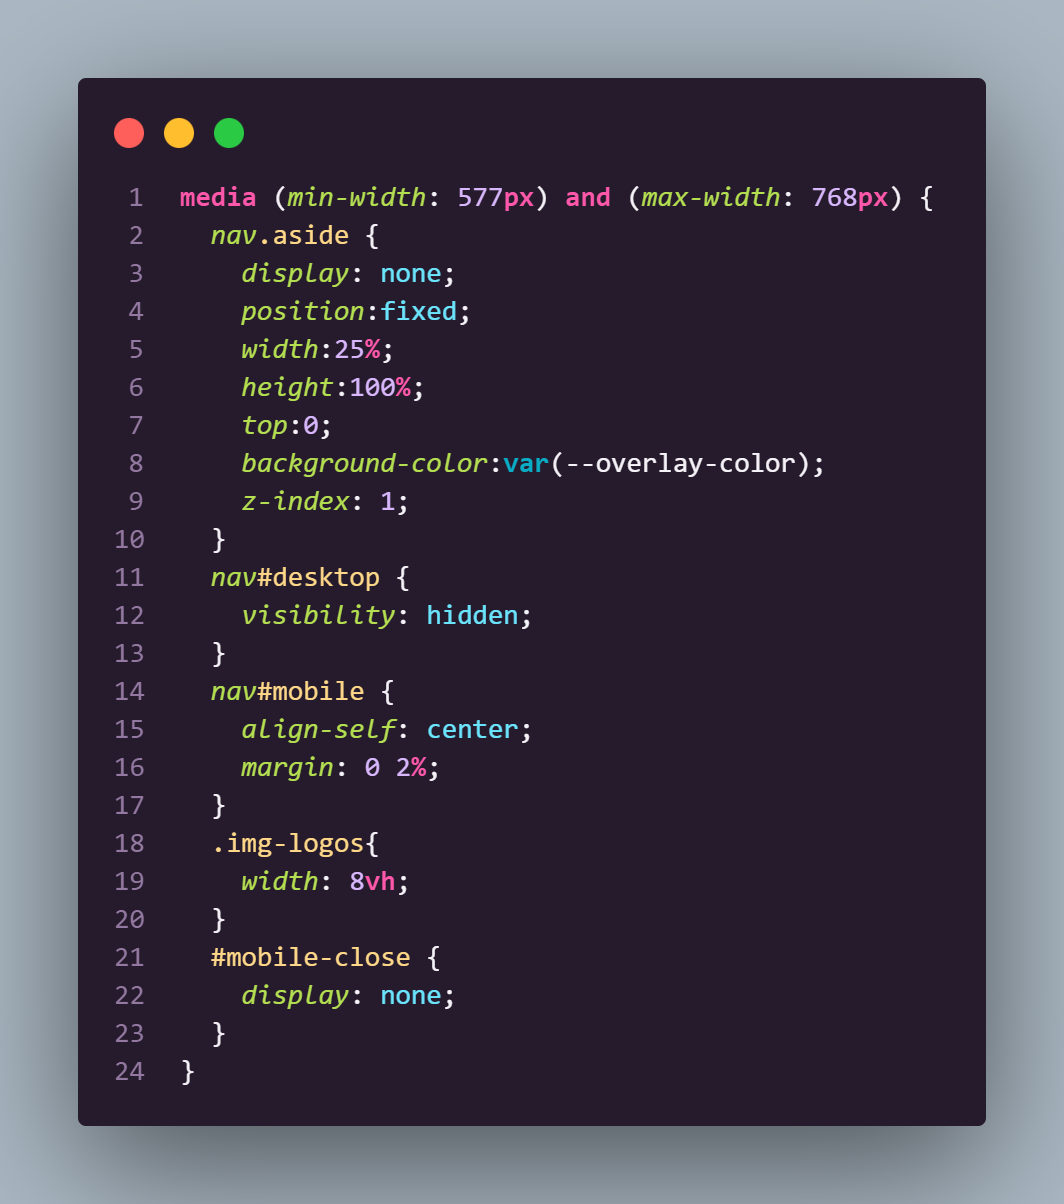 1 media (min-width: 577px) and (max-width: 768px) {
2   nav.aside {
3     display: none;
4     position:fixed;
5     width:25%;
6     height:100%;
7     top:0;
8     background-color:var(--overlay-color);
9     z-index: 1;
10   }
11   nav#desktop {
12     visibility: hidden;
13   }
14   nav#mobile {
15     align-self: center;
16     margin: 0 2%;
17   }
18   .img-logos{
19     width: 8vh;
20   }
21   #mobile-close {
22     display: none;
23   }
24 }